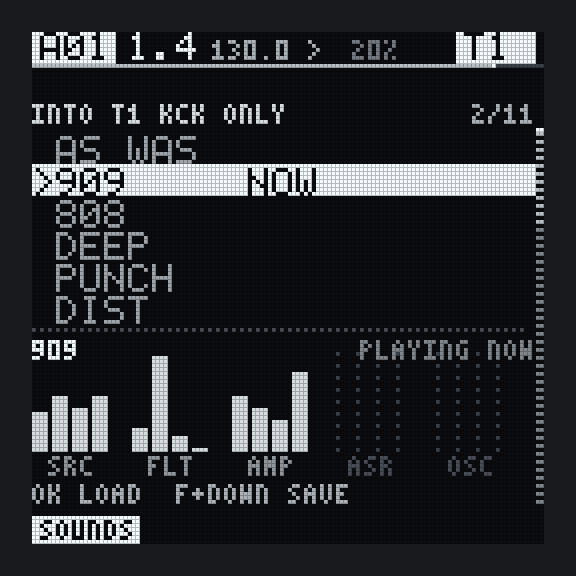 A01 1.4 130.0 > 20% T1
INTO T1 KCK ONLY 2/11
AS WAS
>909 NOW
808
DEEP
PUNCH
DIST
909 PLAYING NOW
SRC FLT AMP ASR OSC
OK LOAD F+DOWN SAVE
SOUNDS